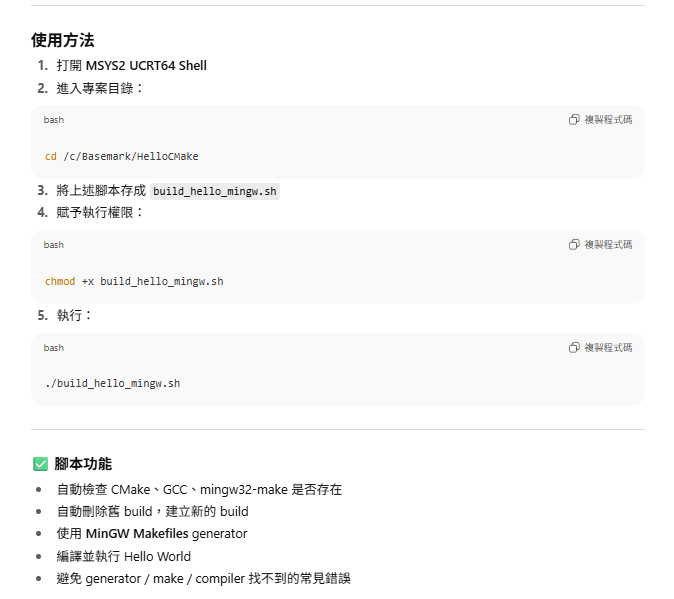 使用方法
1. 打開 MSYS2 UCRT64 Shell
2. 進入專案目錄：
bash 複製程式碼
cd /c/Basemark/HelloCMake
3. 將上述腳本存成 build_hello_mingw.sh
4. 賦予執行權限：
bash 複製程式碼
chmod +x build_hello_mingw.sh
5. 執行：
bash 複製程式碼
./build_hello_mingw.sh
✅ 腳本功能
• 自動檢查 CMake、GCC、mingw32-make 是否存在
• 自動刪除舊 build，建立新的 build
• 使用 MinGW Makefiles generator
• 編譯並執行 Hello World
• 避免 generator / make / compiler 找不到的常見錯誤